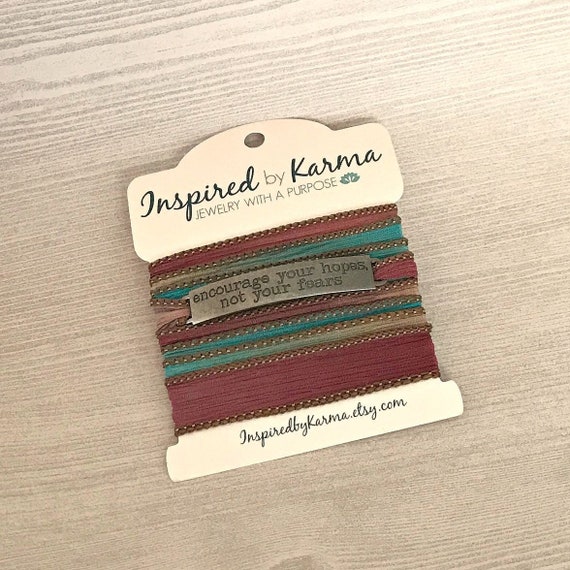 Inspired by Karma
JEWELRY WITH A PURPOSE
encourage your hopes,
not your fears
InspiredbyKarma.etsy.com